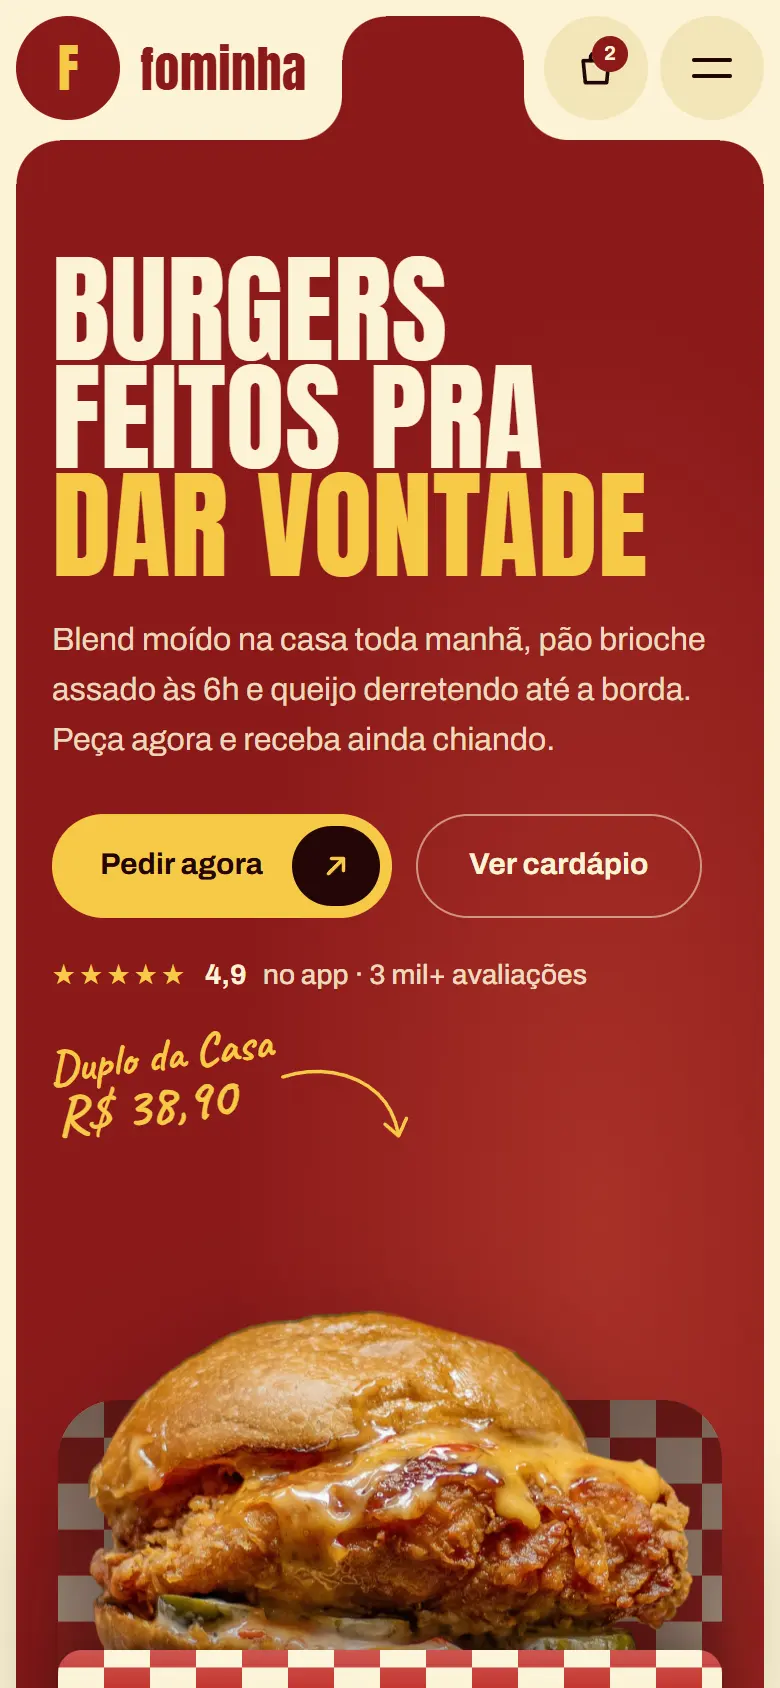 F fominha 2
BURGERS
FEITOS PRA
DAR VONTADE
Blend moído na casa toda manhã, pão brioche
assado às 6h e queijo derretendo até a borda.
Peça agora e receba ainda chiando.
Pedir agora
Ver cardápio
★★★★★ 4,9 no app · 3 mil+ avaliações
Duplo da Casa
R$ 38,90